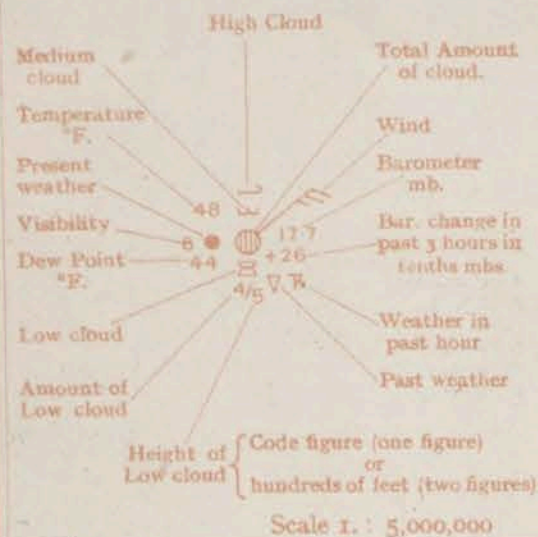 High Cloud
Medium
cloud
Total Amount
of cloud.
Temperature
°F.
Wind
Present
weather
Barometer
mb.
48
Visibility
8
17.7
Bar. change in
past 3 hours in
tenths mbs
+26
Dew Point
°F.
44
4/5
Low cloud
Weather in
past hour
Amount of
Low cloud
Past weather
Height of
Low cloud
Code figure (one figure)
or
hundreds of feet (two figures)
Scale 1. : 5,000,000